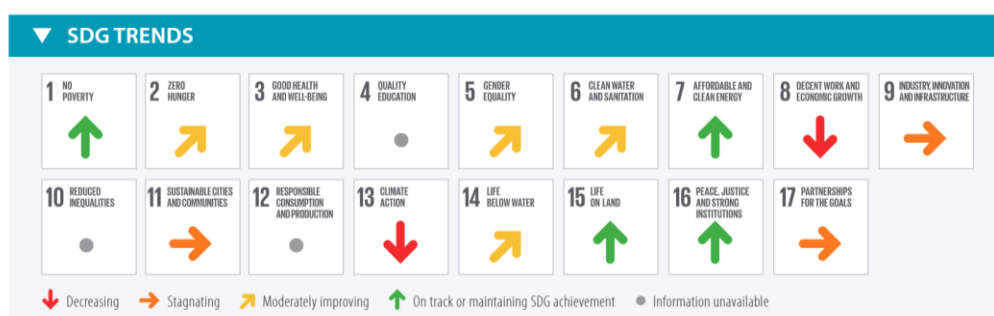 SDG TRENDS
1 NO POVERTY
2 ZERO HUNGER
3 GOOD HEALTH AND WELL-BEING
4 QUALITY EDUCATION
5 GENDER EQUALITY
6 CLEAN WATER AND SANITATION
7 AFFORDABLE AND CLEAN ENERGY
8 DECENT WORK AND ECONOMIC GROWTH
9 INDUSTRY, INNOVATION AND INFRASTRUCTURE
10 REDUCED INEQUALITIES
11 SUSTAINABLE CITIES AND COMMUNITIES
12 RESPONSIBLE CONSUMPTION AND PRODUCTION
13 CLIMATE ACTION
14 LIFE BELOW WATER
15 LIFE ON LAND
16 PEACE, JUSTICE AND STRONG INSTITUTIONS
17 PARTNERSHIPS FOR THE GOALS
Decreasing Stagnating Moderately improving On track or maintaining SDG achievement Information unavailable